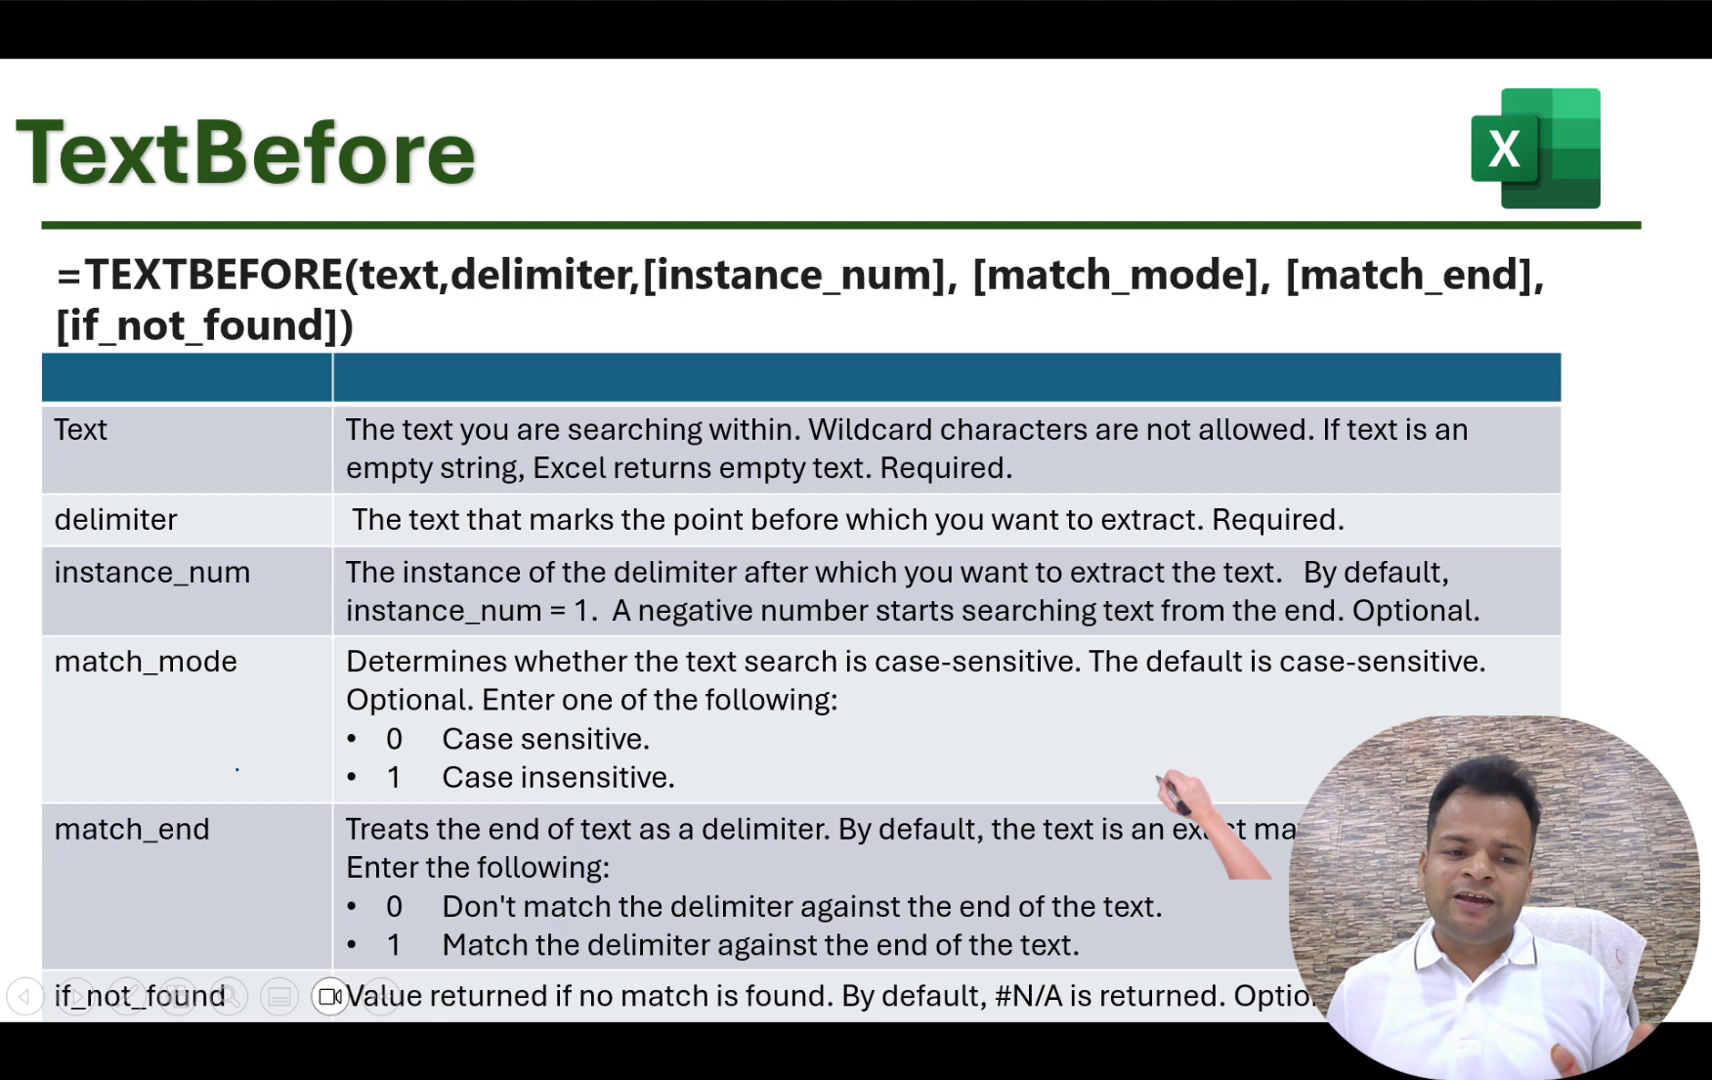 TextBefore
X
=TEXTBEFORE(text,delimiter,[instance_num], [match_mode], [match_end],
[if_not_found])
Text
The text you are searching within. Wildcard characters are not allowed. If text is an
empty string, Excel returns empty text. Required.
delimiter
The text that marks the point before which you want to extract. Required.
instance_num
The instance of the delimiter after which you want to extract the text. By default,
instance_num = 1. A negative number starts searching text from the end. Optional.
match_mode
Determines whether the text search is case-sensitive. The default is case-sensitive.
Optional. Enter one of the following:
• 0 Case sensitive.
• 1 Case insensitive.
match_end
Treats the end of text as a delimiter. By default, the text is an exact
Enter the following:
• 0 Don't match the delimiter against the end of the text.
• 1 Match the delimiter against the end of the text.
if_not_found
Value returned if no match is found. By default, #N/A is returned.